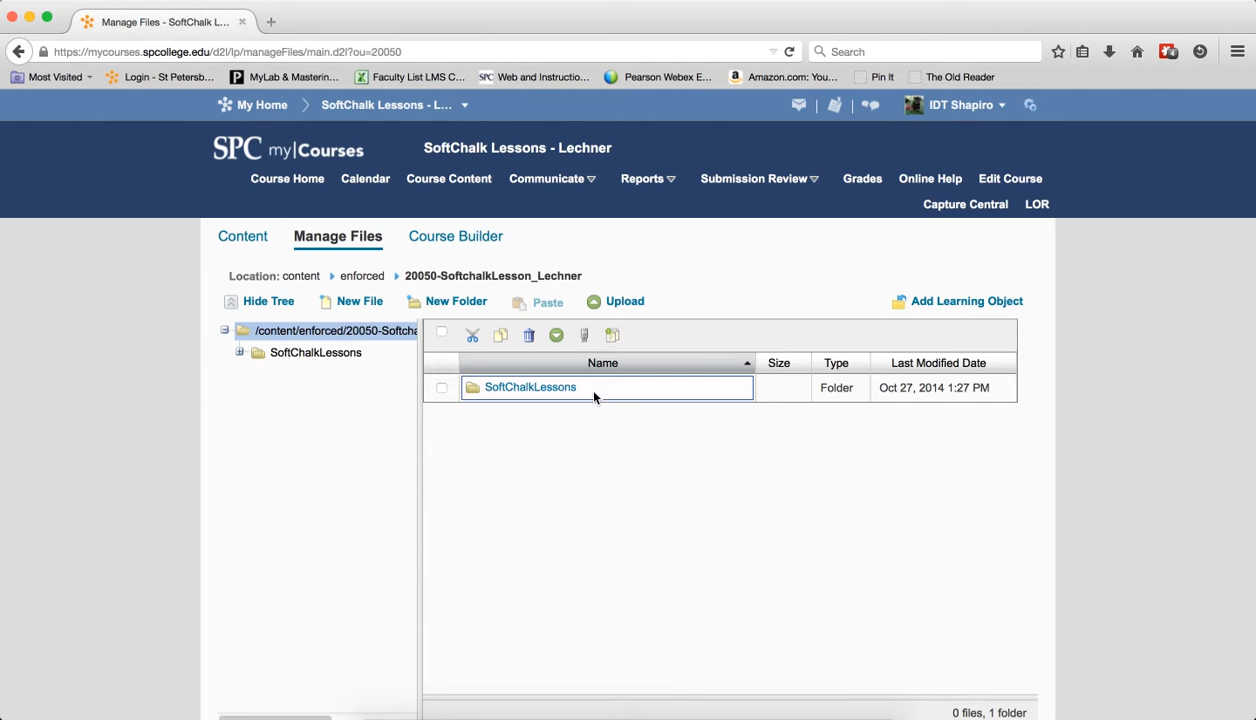 Manage Files - SoftChalk L...
https://mycourses.spcollege.edu/d2l/lp/manageFiles/main.d2l?ou=20050
Search
Most Visited
Login - St Petersb...
MyLab & Masterin...
Faculty List LMS C...
SPC Web and Instructio...
Pearson Webex E...
Amazon.com: You...
Pin It
The Old Reader
My Home
SoftChalk Lessons - L...
IDT Shapiro
SPC my|Courses
SoftChalk Lessons - Lechner
Course Home Calendar Course Content Communicate Reports Submission Review Grades Online Help Edit Course
Capture Central LOR
Content Manage Files Course Builder
Location: content enforced 20050-SoftchalkLesson_Lechner
Hide Tree New File New Folder Paste Upload Add Learning Object
/content/enforced/20050-Softcha
SoftChalkLessons
Name Size Type Last Modified Date
SoftChalkLessons Folder Oct 27, 2014 1:27 PM
0 files, 1 folder